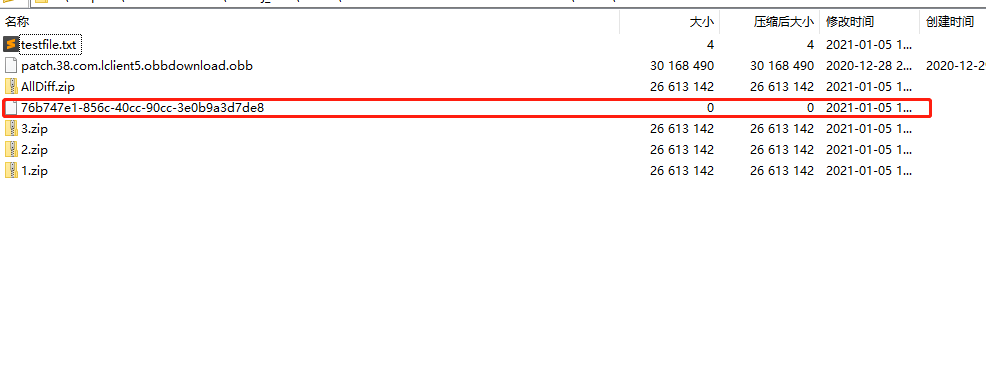 名称 大小 压缩后大小 修改时间 创建时间
testfile.txt 4 4 2021-01-05 1...
patch.38.com.lclient5.obbdownload.obb 30 168 490 30 168 490 2020-12-28 2... 2020-12-29
AllDiff.zip 26 613 142 26 613 142 2021-01-05 1...
76b747e1-856c-40cc-90cc-3e0b9a3d7de8 0 0 2021-01-05 1...
3.zip 26 613 142 26 613 142 2021-01-05 1...
2.zip 26 613 142 26 613 142 2021-01-05 1...
1.zip 26 613 142 26 613 142 2021-01-05 1...